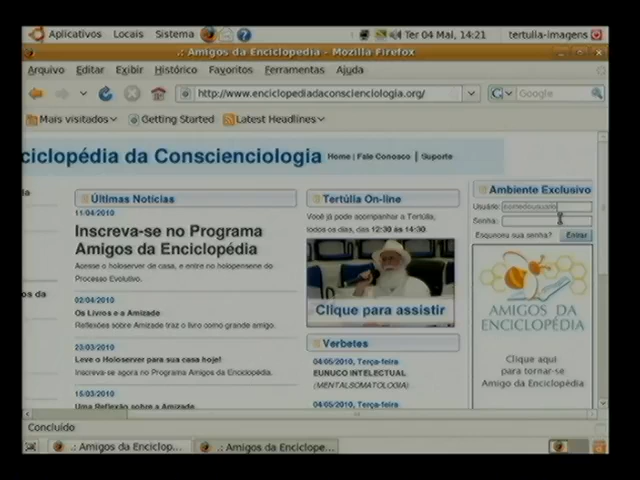 Aplicativos Locais Sistema Ter 04 Mai, 14:21 tertulia-imagens
.: Amigos da Enciclopedia - Mozilla Firefox
Arquivo Editar Exibir Histórico Favoritos Ferramentas Ajuda
http://www.enciclopediadaconscienciologia.org/ Google
Mais visitados Getting Started Latest Headlines
ciclopédia da Conscienciologia Home | Fale Conosco | Suporte
Últimas Notícias
11/04/2010
Inscreva-se no Programa
Amigos da Enciclopédia
Acesse o holoserver de casa, e entre no holopensene do
Processo Evolutivo.
02/04/2010
Os Livros e a Amizade
Reflexões sobre Amizade traz o livro como grande amigo.
23/03/2010
Leve o Holoserver para sua casa hoje!
Inscreva-se agora no Programa Amigos da Enciclopédia.
15/03/2010
Uma Reflexão sobre a Amizade
os da
Tertúlia On-line
Você já pode acompanhar a Tertúlia,
todos os dias, das 12:30 às 14:30.
Clique para assistir
Verbetes
04/05/2010, Terça-feira
EUNUCO INTELECTUAL
(MENTALSOMATOLOGIA)
04/05/2010, Terça-feira
Ambiente Exclusivo
Usuário: nomedousuario
Senha:
Esqueceu sua senha? Entrar
AMIGOS DA
ENCICLOPÉDIA
Clique aqui
para tornar-se
Amigo da Enciclopédia
Concluído
.: Amigos da Enciclop... .: Amigos da Enciclope...